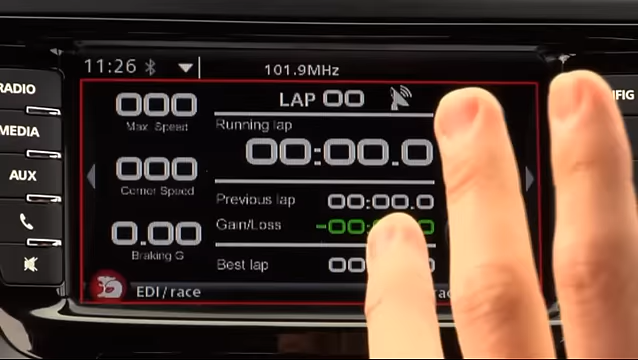 11:26
101.9MHz
RADIO
MEDIA
AUX
000
Max Speed
000
Corner Speed
0.00
Braking G
LAP 00
Running lap
00:00.0
Previous lap 00:00.0
Gain/Loss
Best lap 00
EDI/race